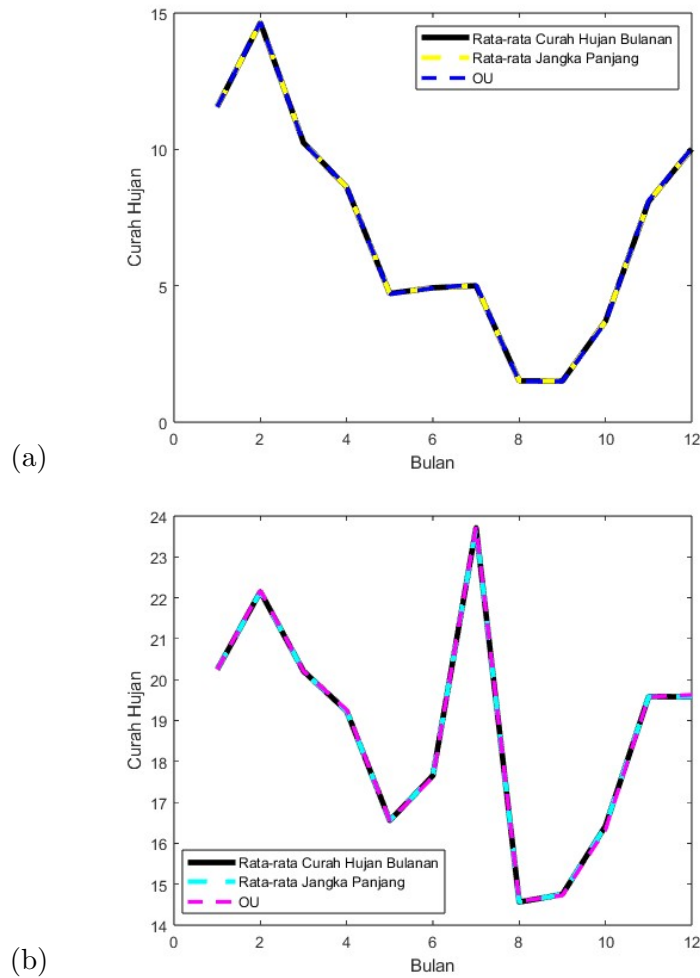 15
10
5
0
Curah Hujan
Rata-rata Curah Hujan Bulanan
Rata-rata Jangka Panjang
OU
0 2 4 6 8 10 12
Bulan
(a)
24
23
22
21
20
19
18
17
16
15
14
Curah Hujan
Rata-rata Curah Hujan Bulanan
Rata-rata Jangka Panjang
OU
0 2 4 6 8 10 12
Bulan
(b)